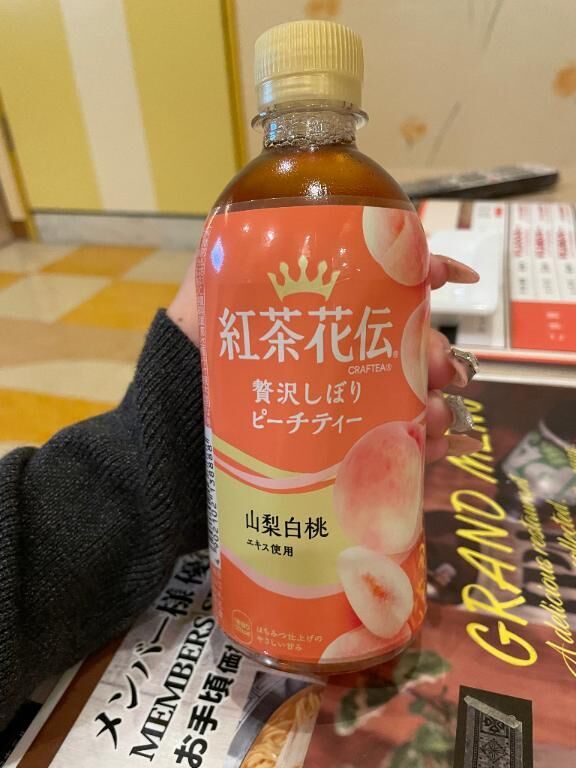 紅茶花伝®
CRAFTEA®
贅沢しぼり
ピーチティー
山梨白桃
エキス使用
はちみつ仕上げの
やさしい甘み
GRAND MEN
A delicious restaurant
collected
メンバー様優
MEMBERS
お手頃価